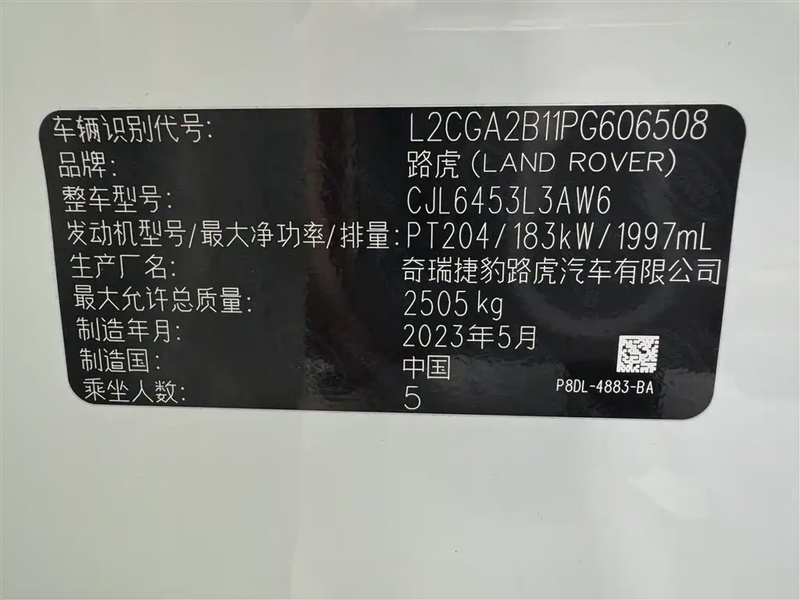 车辆识别代号: L2CGA2B11PG606508
品牌: 路虎(LAND ROVER)
整车型号: CJL6453L3AW6
发动机型号/最大净功率/排量: PT204/183kW/1997mL
生产厂名: 奇瑞捷豹路虎汽车有限公司
最大允许总质量: 2505kg
制造年月: 2023年5月
制造国: 中国
乘坐人数: 5
P8DL-4883-BA